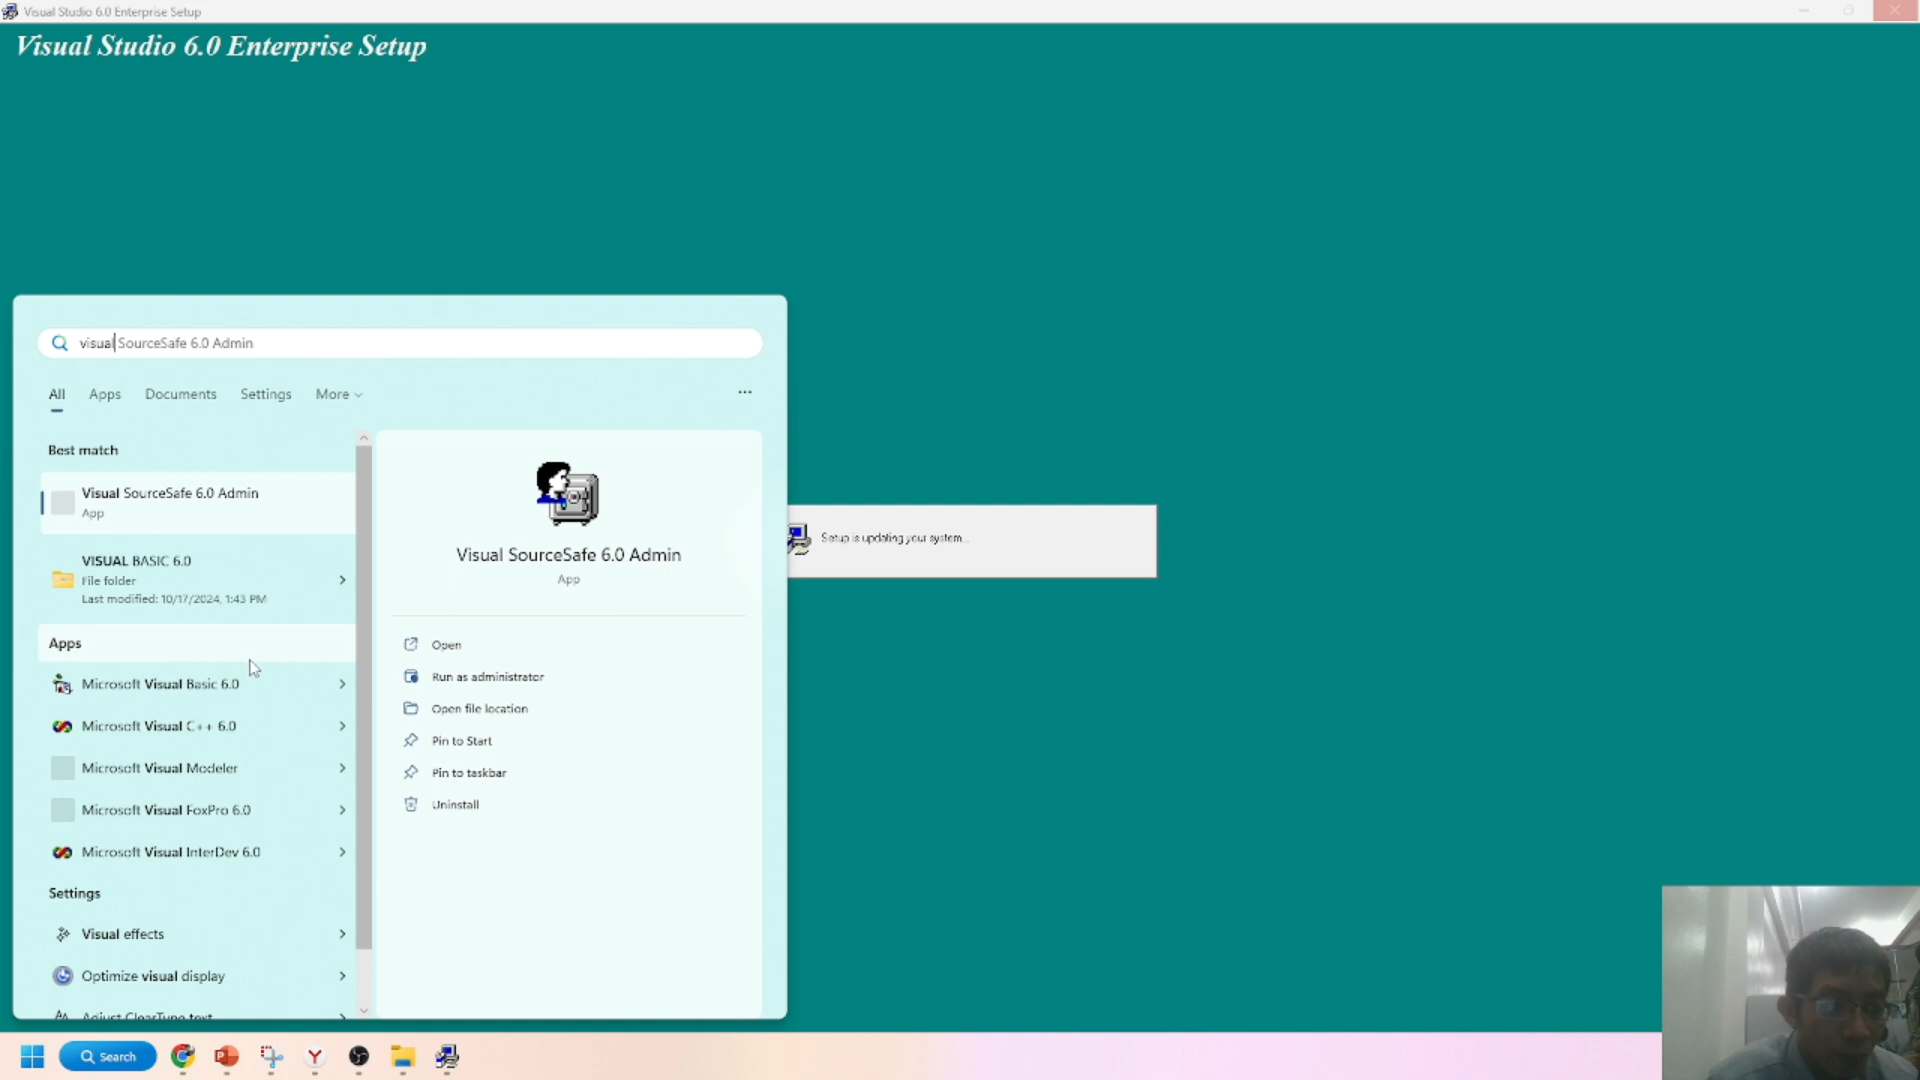 Visual Studio 6.0 Enterprise Setup
Visual Studio 6.0 Enterprise Setup
visual SourceSafe 6.0 Admin
All Apps Documents Settings More
Best match
Visual SourceSafe 6.0 Admin
App
VISUAL BASIC 6.0
File folder
Last modified: 10/17/2024, 1:43 PM
Apps
Microsoft Visual Basic 6.0
Microsoft Visual C++ 6.0
Microsoft Visual Modeler
Microsoft Visual FoxPro 6.0
Microsoft Visual InterDev 6.0
Settings
Visual effects
Optimize visual display
Adjust ClearType text
Visual SourceSafe 6.0 Admin
App
Open
Run as administrator
Open file location
Pin to Start
Pin to taskbar
Uninstall
Setup is updating your system...
Search